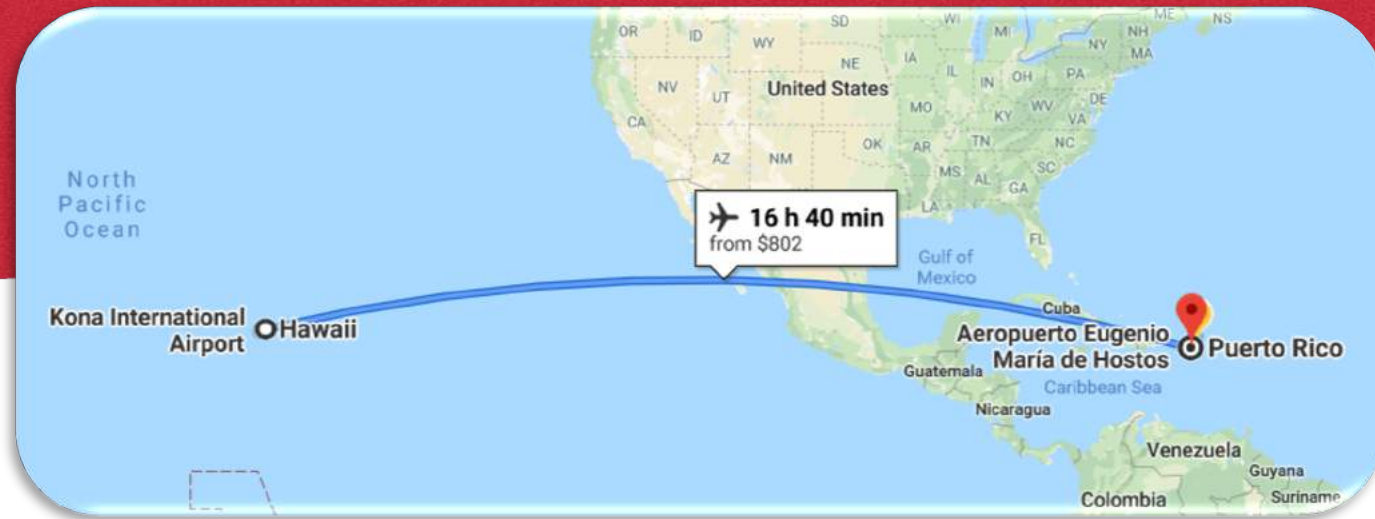 OR
ID
WY
SD
WI
MI
ME
NS
NH
NY
MA
NE
IA
IL
IN
OH
PA
NV
UT
United States
MO
KY
WV
DE
VA
CA
AZ
NM
OK
AR
TN
NC
MS
AL
GA
SC
LA
FL
North
Pacific
Ocean
16 h 40 min
from $802
Gulf of
Mexico
Cuba
Kona International
Airport
Hawaii
Aeropuerto Eugenio
María de Hostos
Puerto Rico
Guatemala
Caribbean Sea
Nicaragua
Venezuela
Guyana
Colombia
Suriname